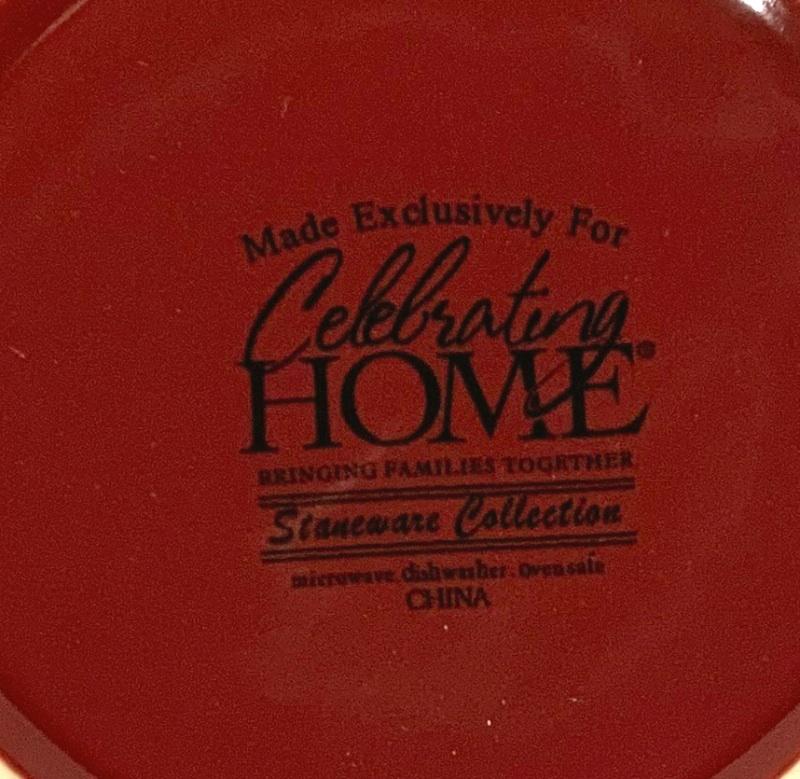 Made Exclusively For
Celebrating
HOME®
BRINGING FAMILIES TOGETHER
Stoneware Collection
microwave.dishwasher.ovensafe
CHINA